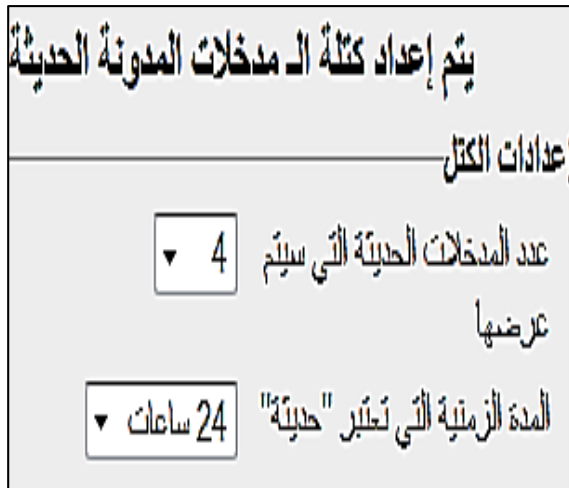 يتم إعداد كتلة الـ مدخلات المدونة الحديثة
إعدادات الكتل
عدد المدخلات الحديثة التي سيتم 4
عرضها
المدة الزمنية التي تعتبر "حديثة" 24 ساعات